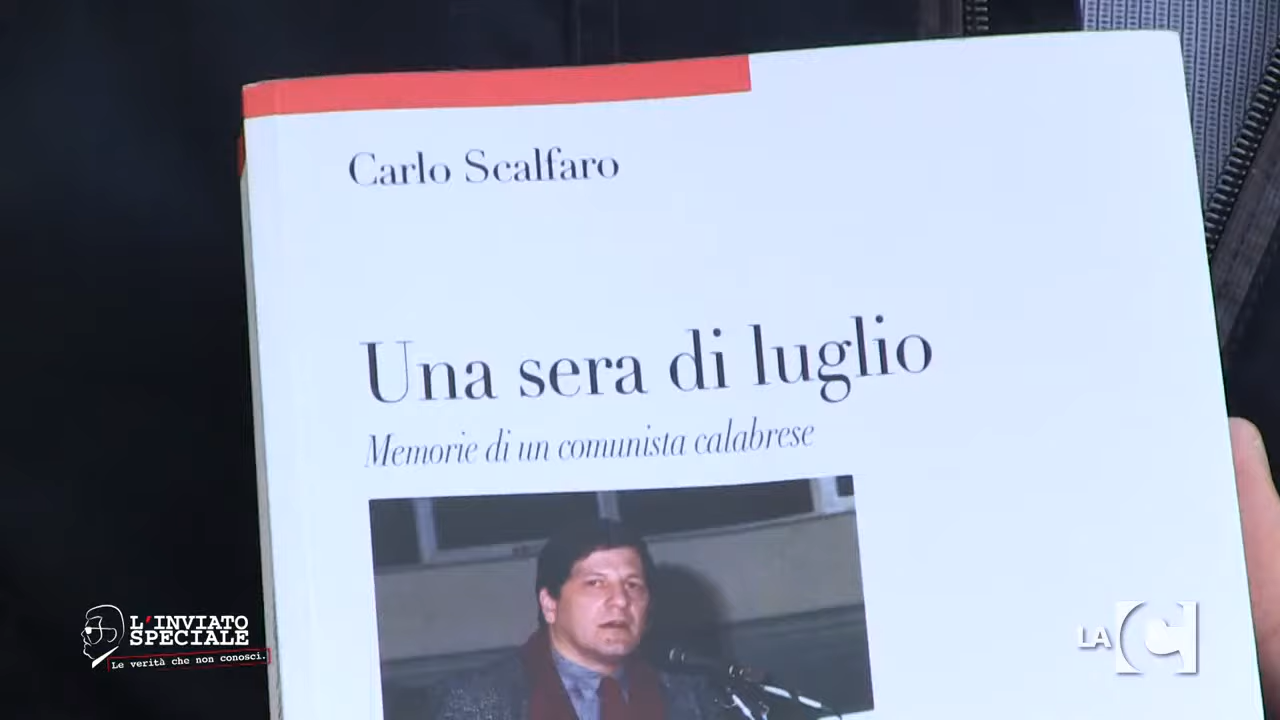 Carlo Scalfaro
Una sera di luglio
Memorie di un comunista calabrese
L'INVIATO
SPECIALE
Le verità che non conosci.
LA C